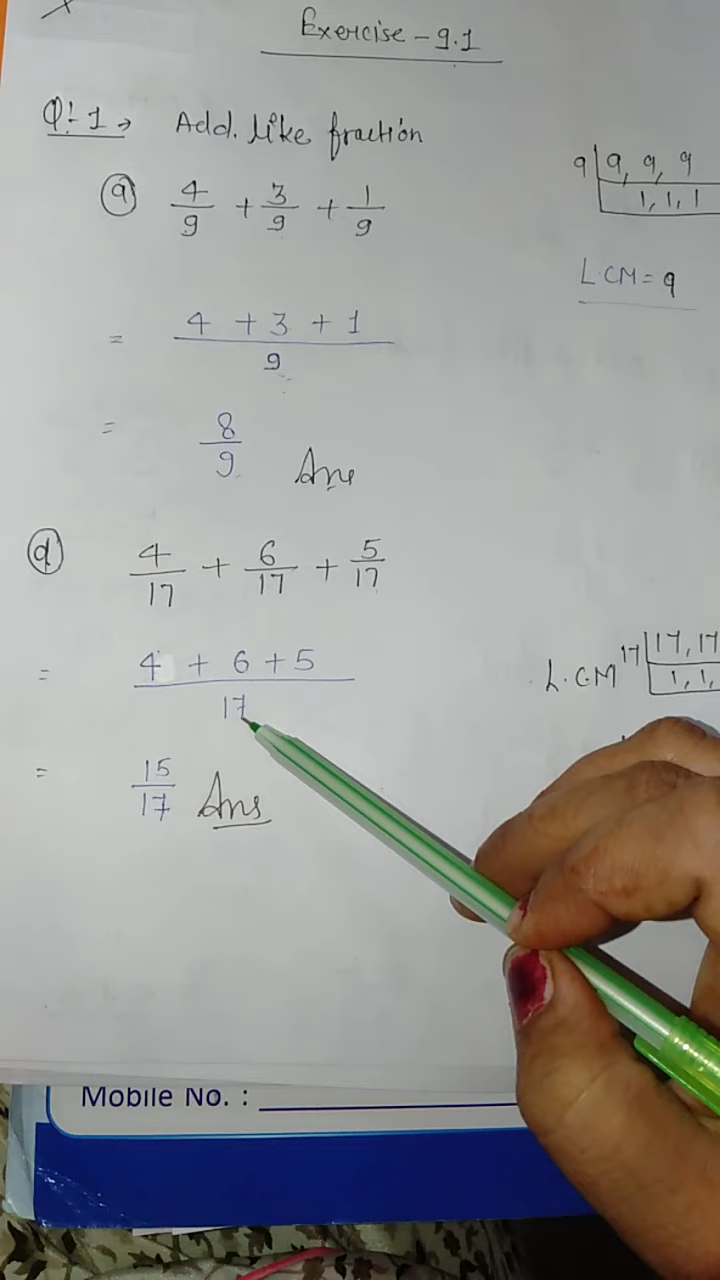 Exercise - 9.1
Q! 1→ Add. like fraction
(a) 4/9 + 3/9 + 1/9
9 | 9, 9, 9
1, 1, 1
L.CM = 9
= 4 + 3 + 1 / 9
= 8/9 Ans
(d) 4/17 + 6/17 + 5/17
= 4 + 6 + 5 / 17
L.CM 17 | 17, 17
1, 1,
= 15/17 Ans
Mobile No. :